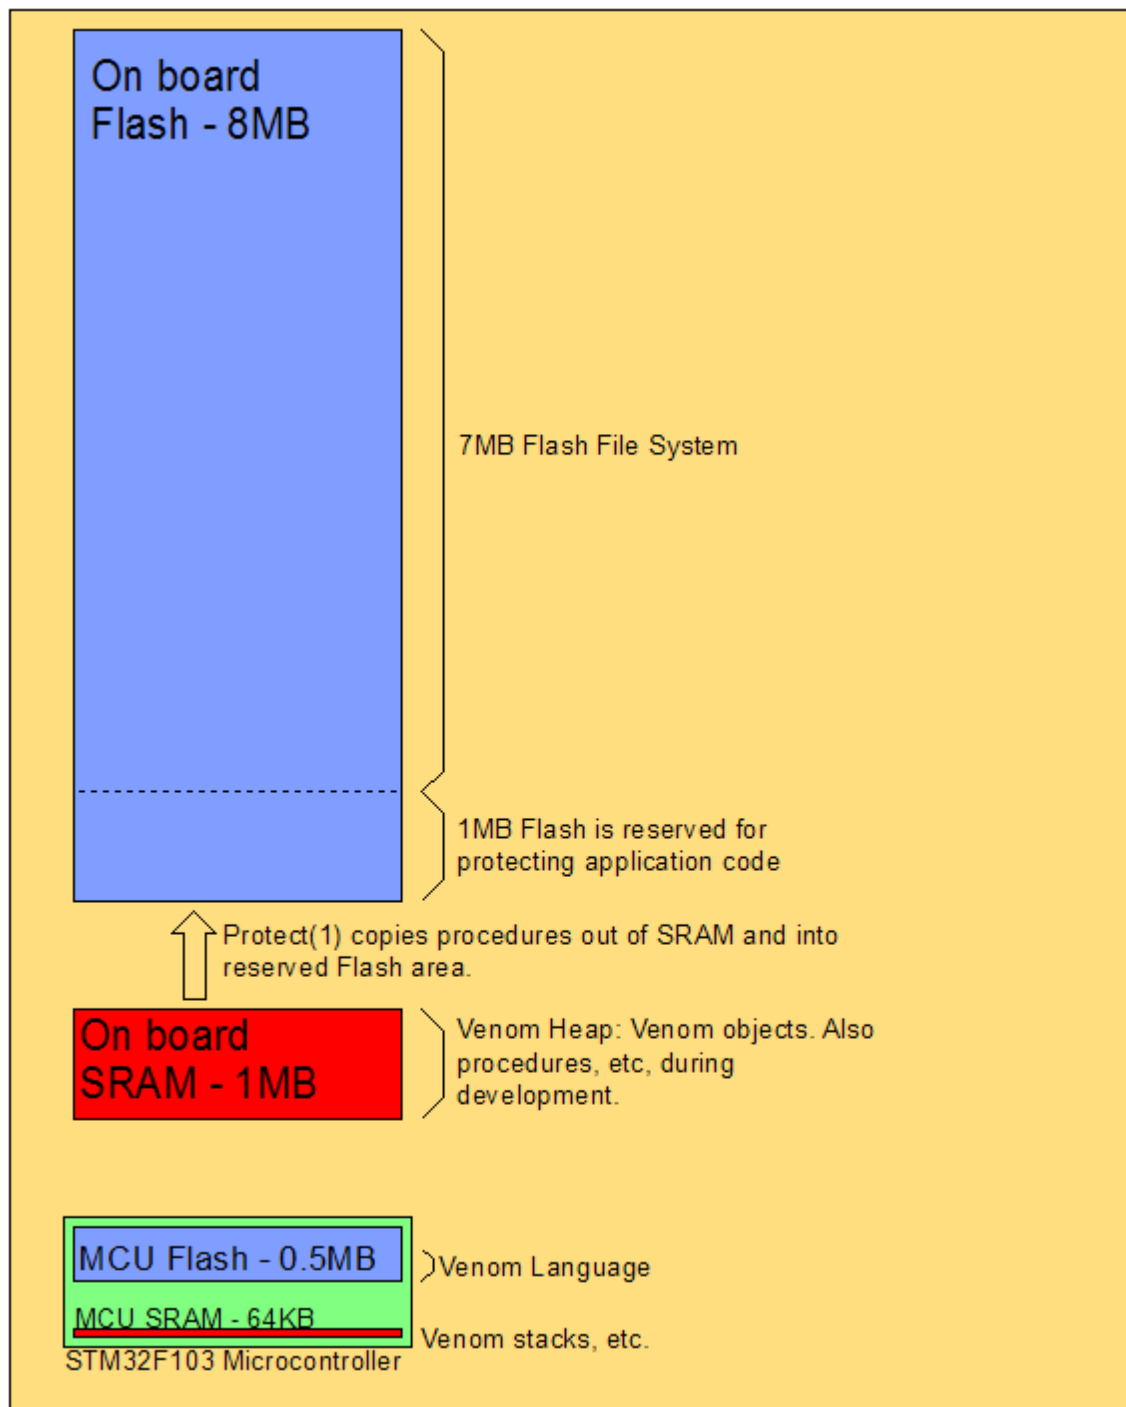 On board
Flash - 8MB
7MB Flash File System
1MB Flash is reserved for
protecting application code
Protect(1) copies procedures out of SRAM and into
reserved Flash area.
On board
SRAM - 1MB
Venom Heap: Venom objects. Also
procedures, etc, during
development.
MCU Flash - 0.5MB
Venom Language
MCU SRAM - 64KB
Venom stacks, etc.
STM32F103 Microcontroller